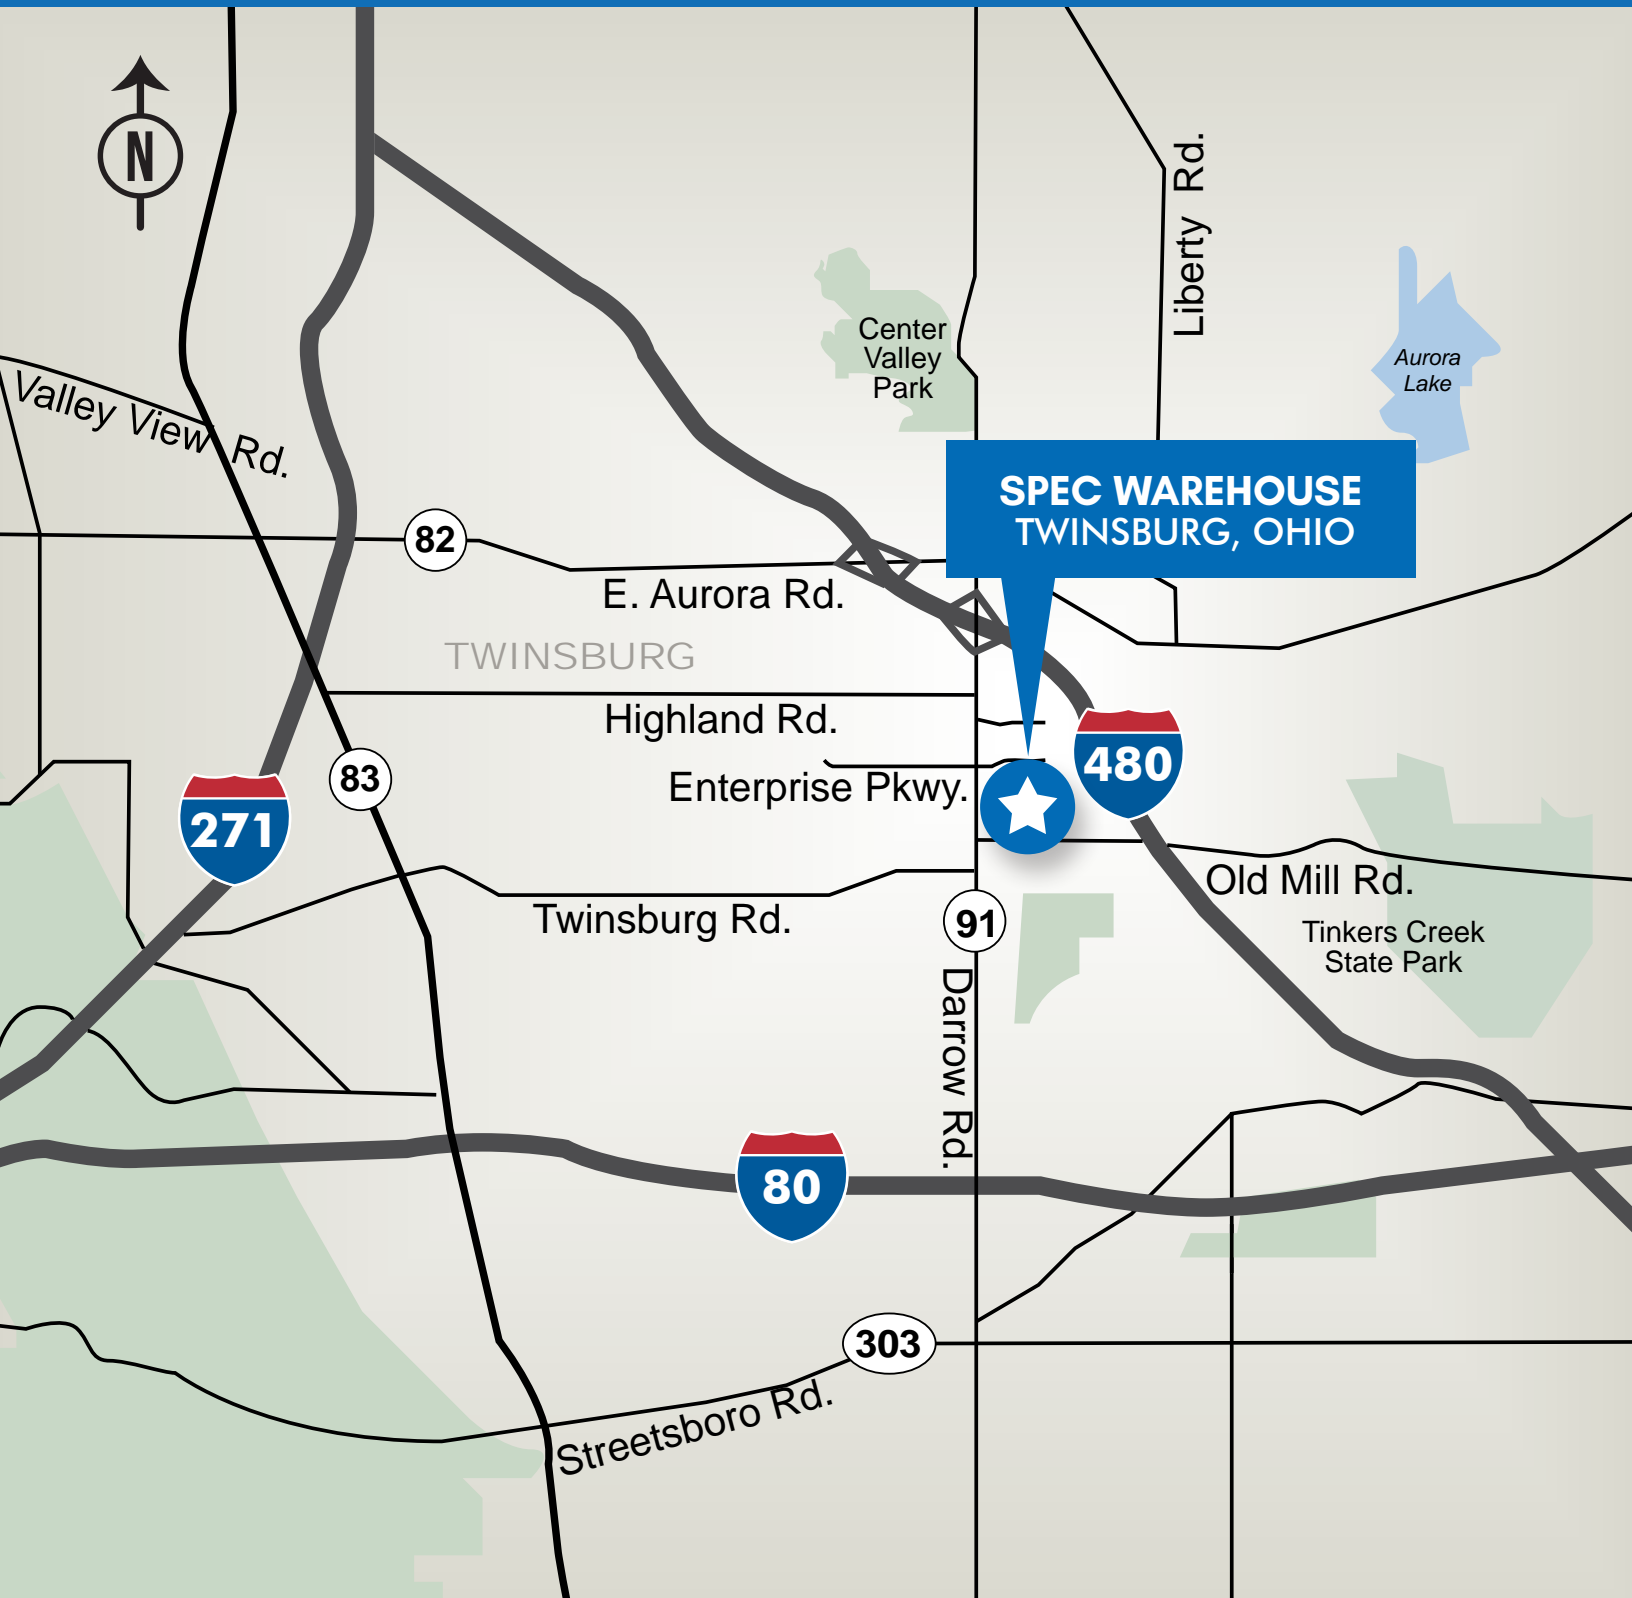 N
Liberty Rd.
Center
Valley
Park
Aurora
Lake
Valley View Rd.
SPEC WAREHOUSE
TWINSBURG, OHIO
82
E. Aurora Rd.
TWINSBURG
Highland Rd.
480
83
Enterprise Pkwy.
271
Old Mill Rd.
Twinsburg Rd.
91
Tinkers Creek
State Park
Darrow Rd.
80
303
Streetsboro Rd.